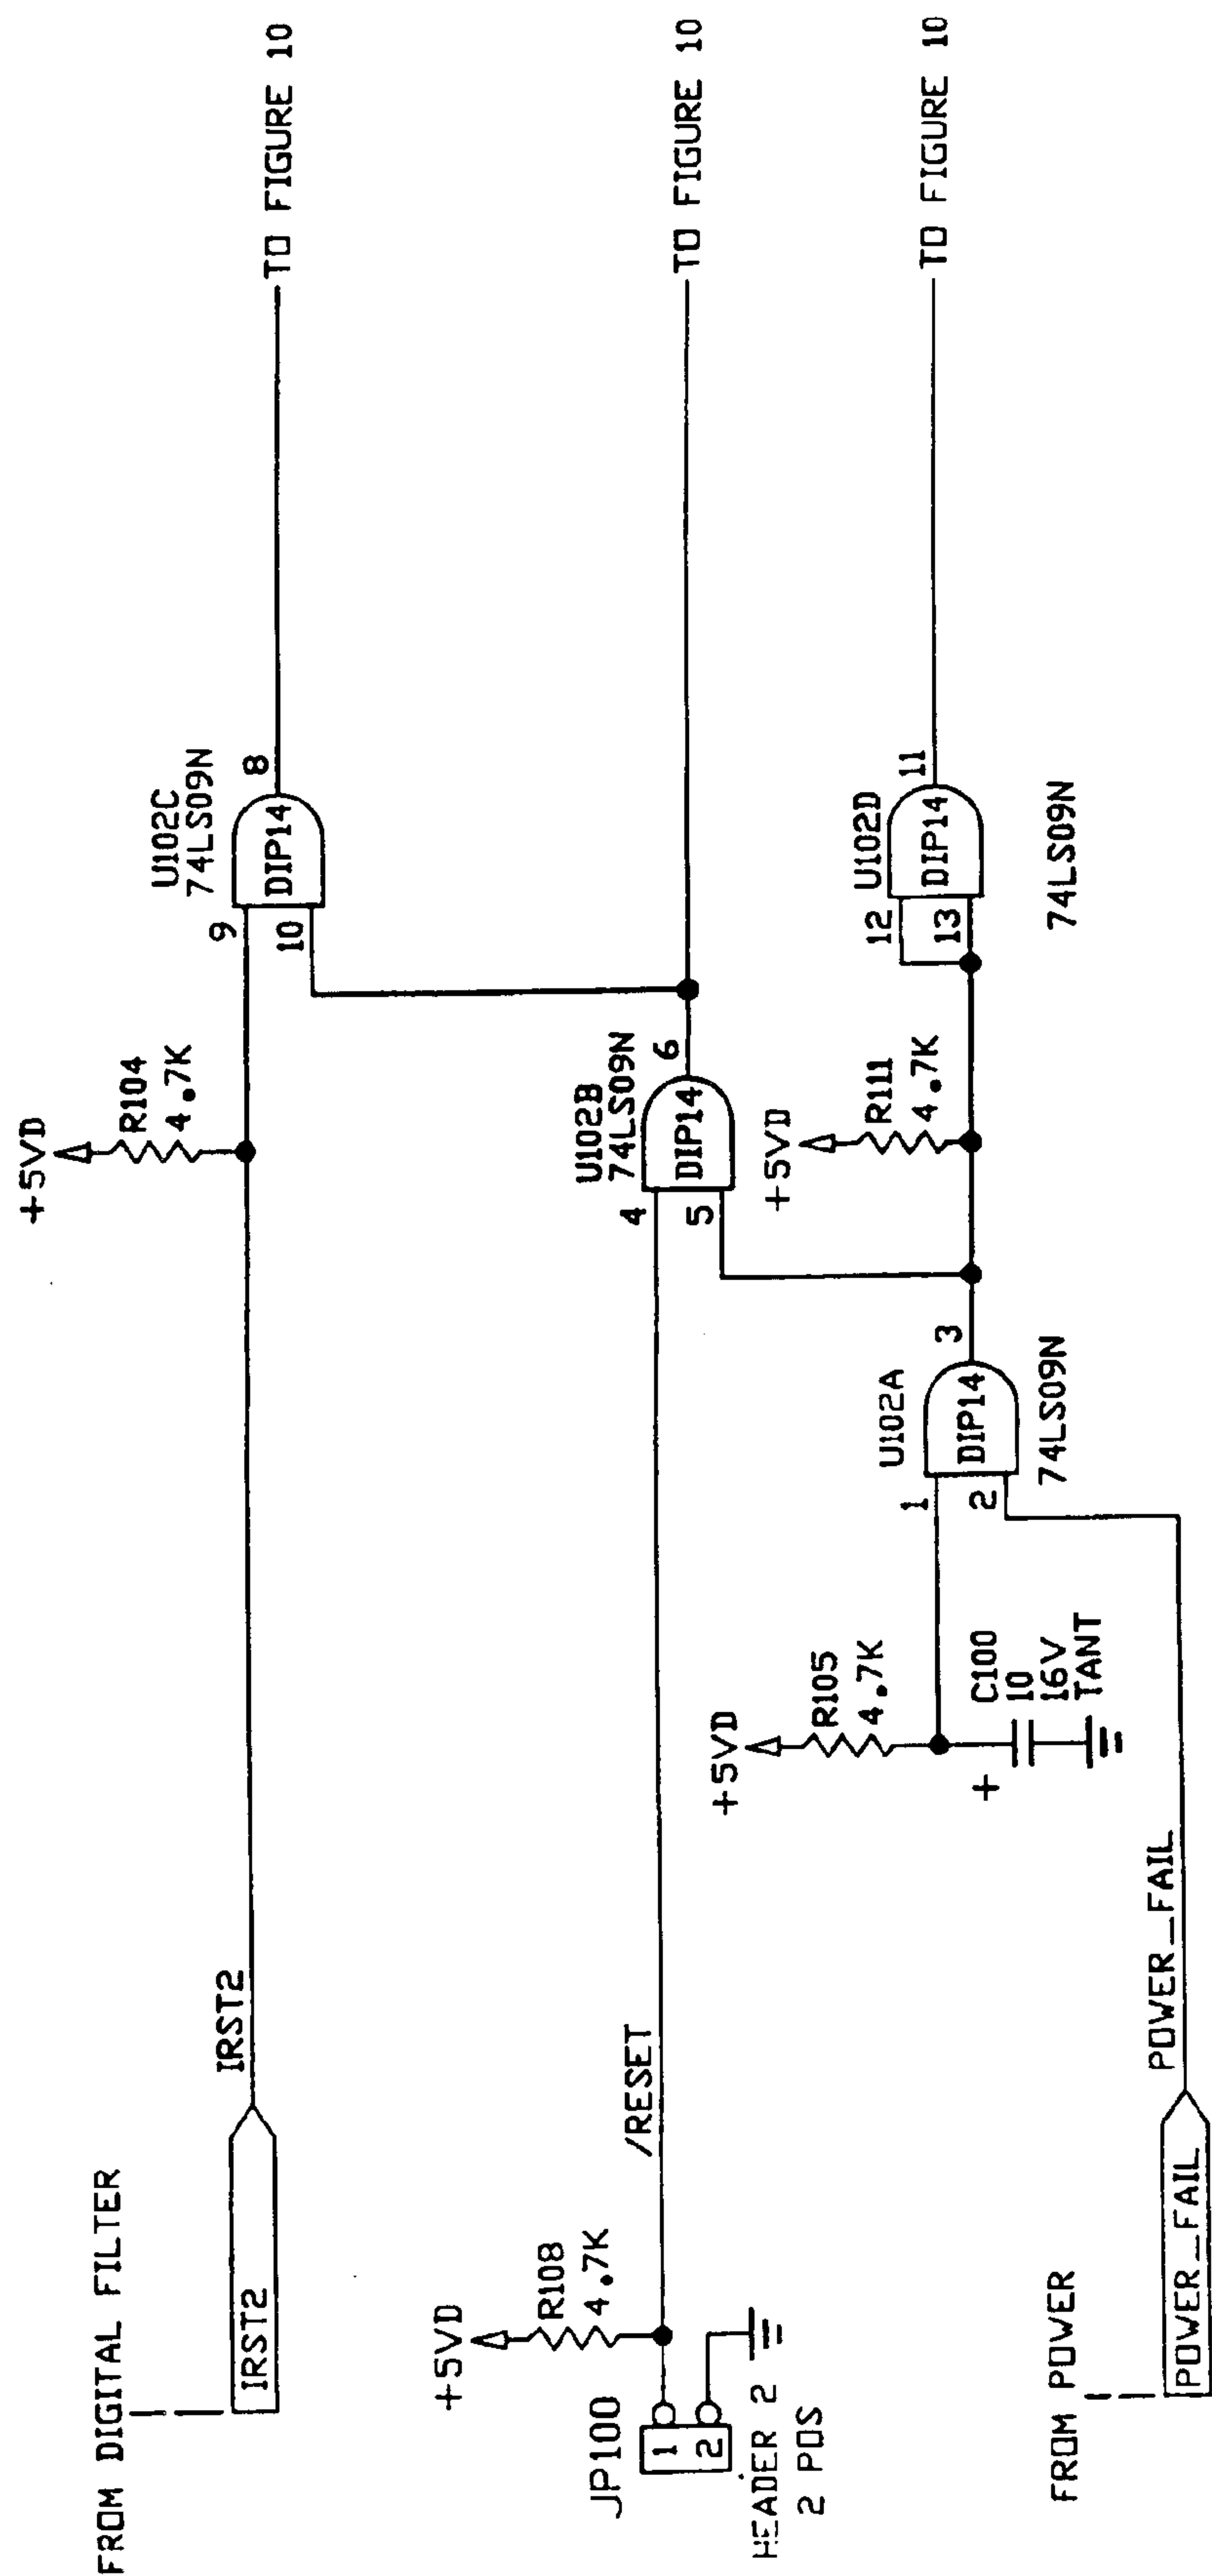 FROM DIGITAL FILTER
IRST2
IRST2
+5VD
R104
4.7K
U102C
74LS09N
9
10
DIP14
8
TO FIGURE 10
+5VD
R108
4.7K
JP100
1
2
HEADER 2
2 POS
/RESET
U102B
74LS09N
4
5
DIP14
6
TO FIGURE 10
+5VD
R105
4.7K
+
C100
10
16V
TANT
U102A
1
2
DIP14
3
74LS09N
+5VD
R111
4.7K
U102D
12
13
DIP14
11
74LS09N
TO FIGURE 10
FROM POWER
POWER_FAIL
POWER_FAIL